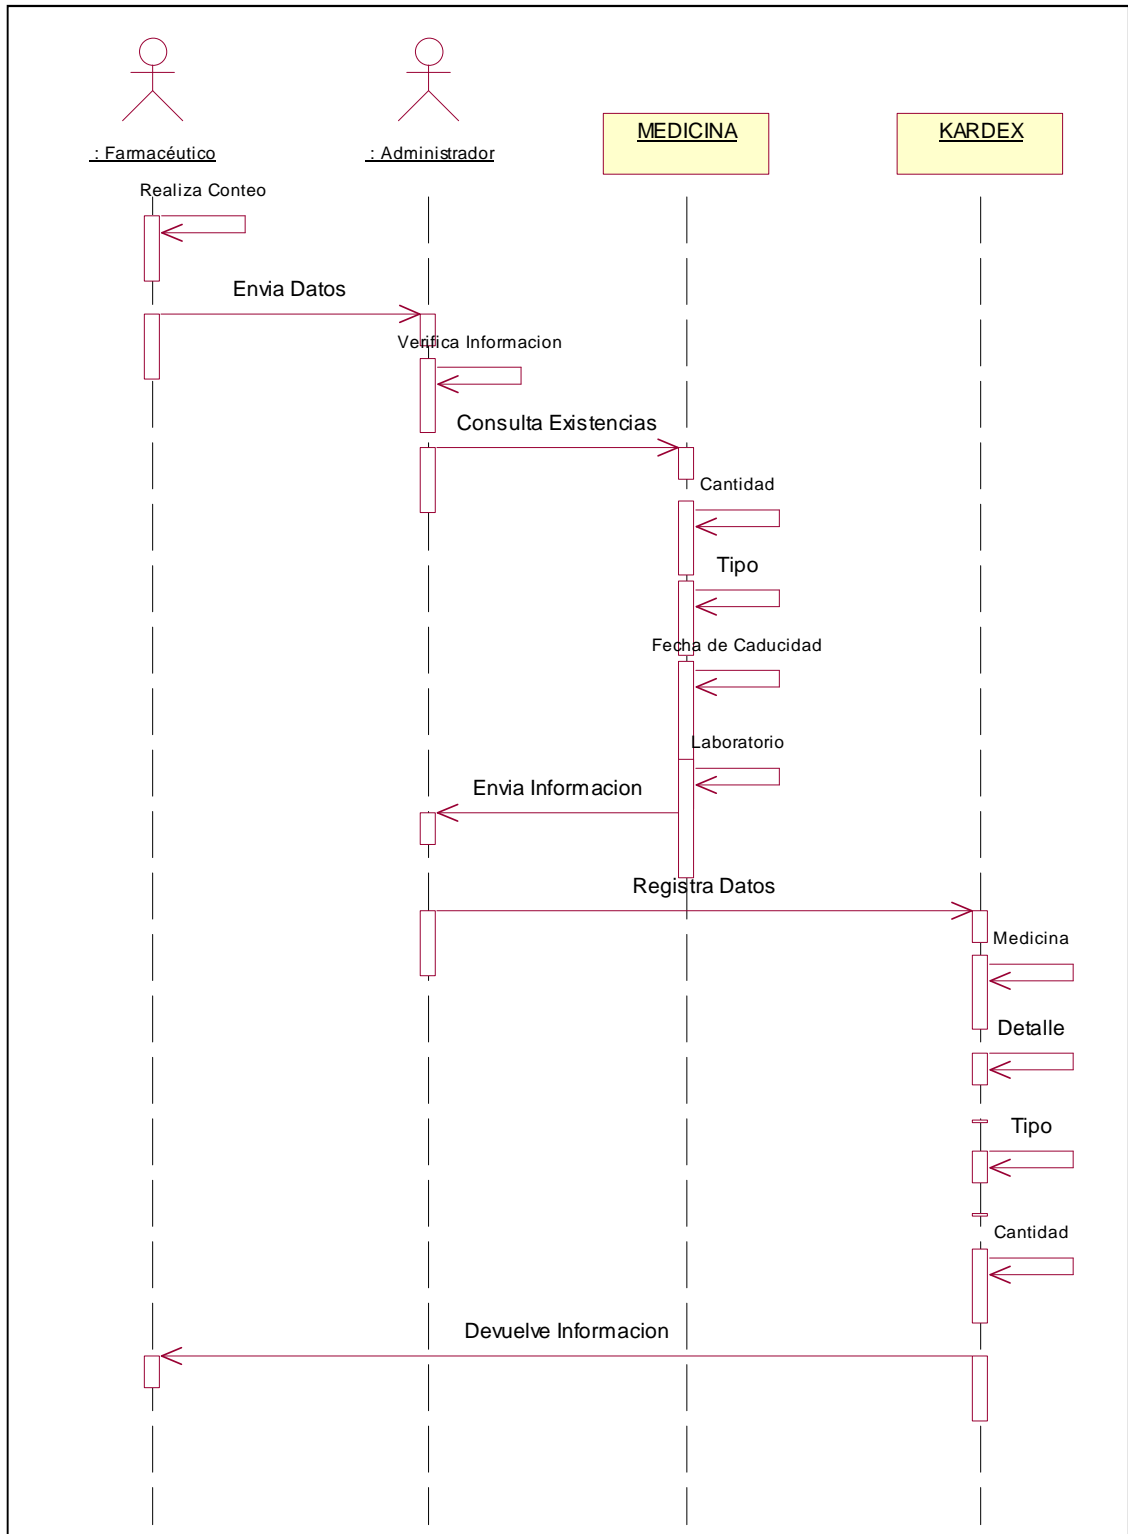 : Farmacéutico
: Administrador
MEDICINA
KARDEX
Realiza Conteo
Envia Datos
Verifica Informacion
Consulta Existencias
Cantidad
Tipo
Fecha de Caducidad
Laboratorio
Envia Informacion
Registra Datos
Medicina
Detalle
Tipo
Cantidad
Devuelve Informacion